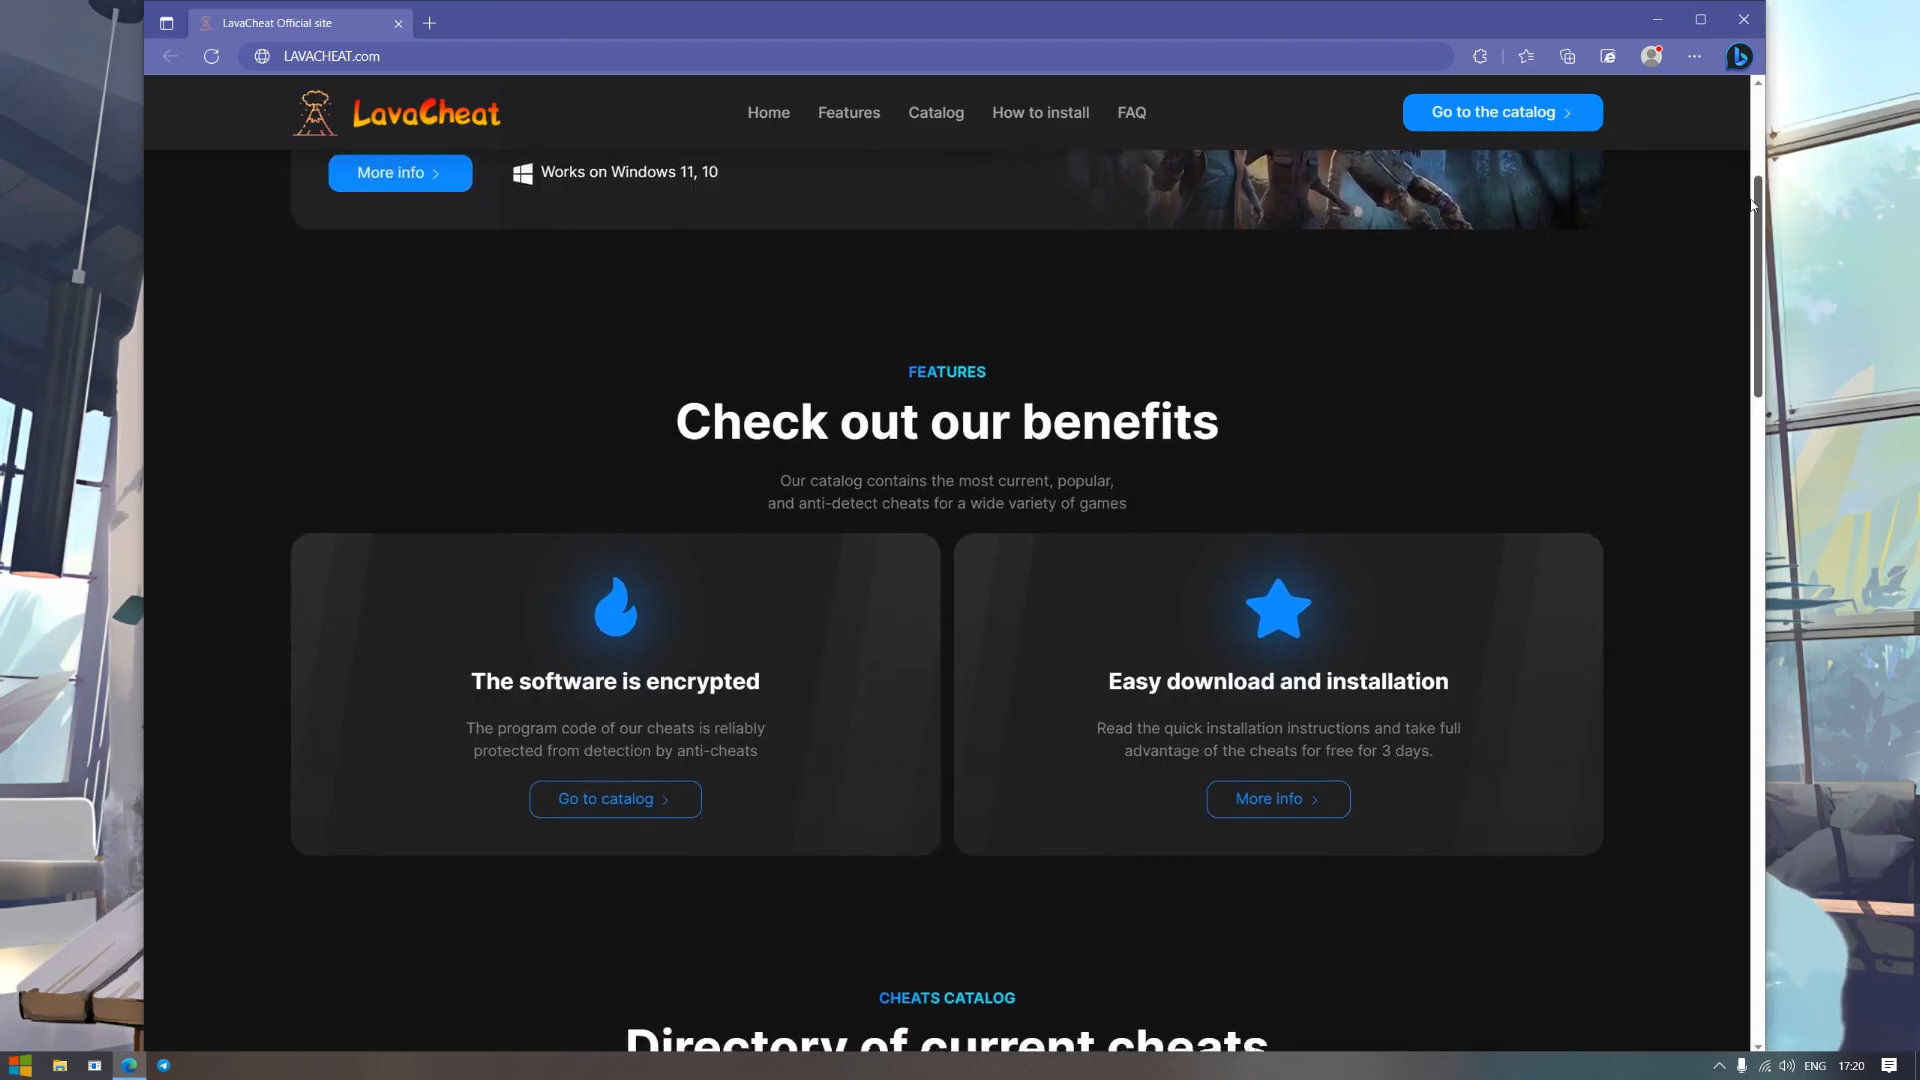 LavaCheat Official site
LAVACHEAT.com
LavaCheat
Home
Features
Catalog
How to install
FAQ
Go to the catalog
More info
Works on Windows 11, 10
FEATURES
Check out our benefits
Our catalog contains the most current, popular,
and anti-detect cheats for a wide variety of games
The software is encrypted
The program code of our cheats is reliably
protected from detection by anti-cheats
Go to catalog
Easy download and installation
Read the quick installation instructions and take full
advantage of the cheats for free for 3 days.
More info
CHEATS CATALOG
Directory of current cheats
ENG
17:20